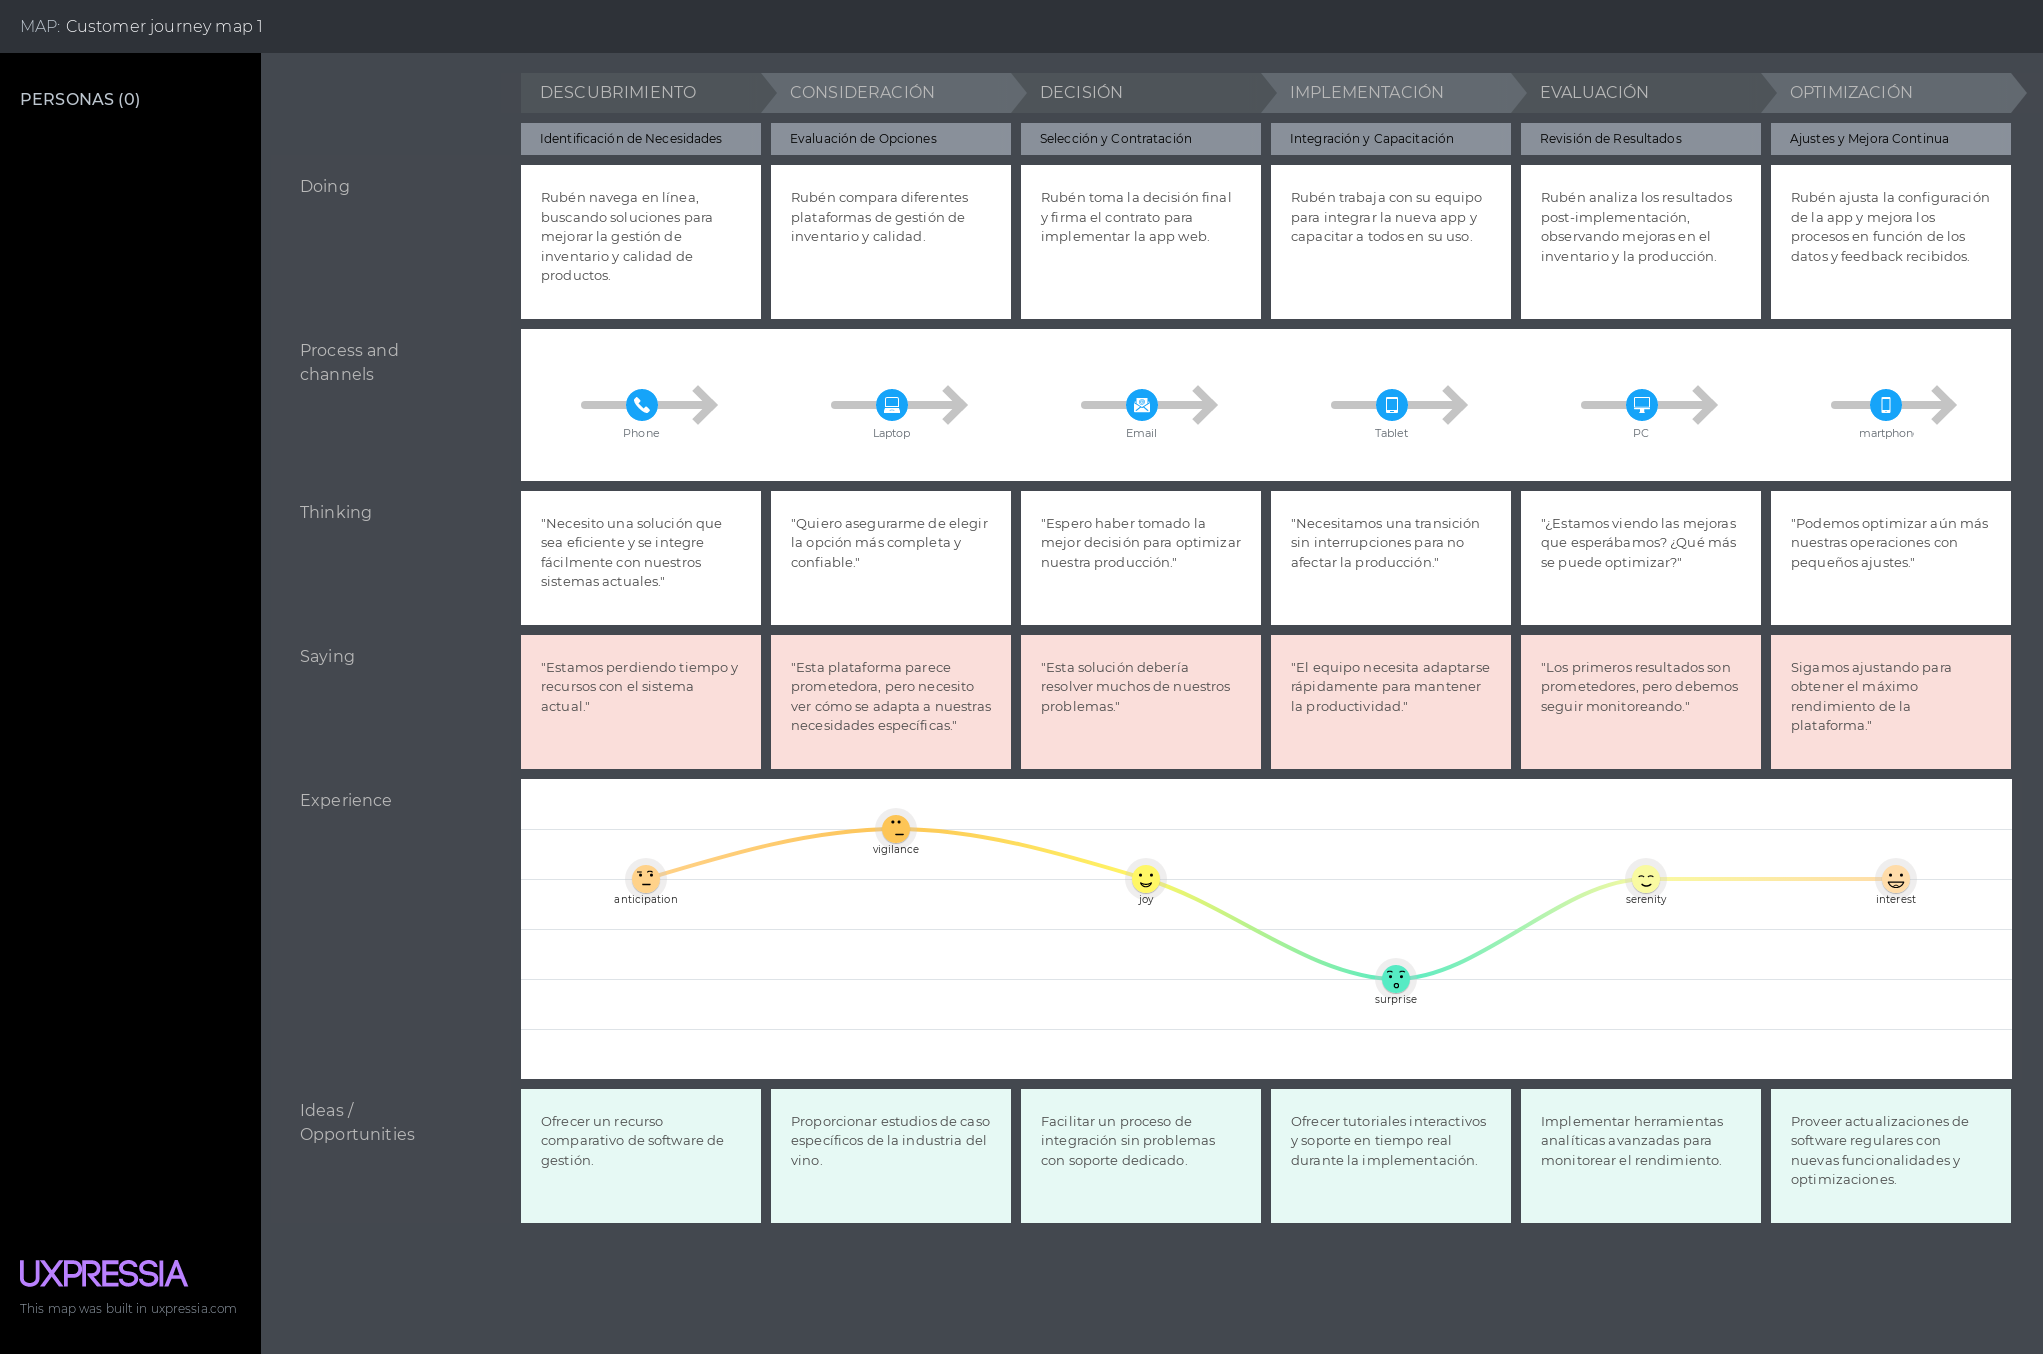 MAP: Customer journey map 1
PERSONAS (0)
DESCUBRIMIENTO
CONSIDERACIÓN
DECISIÓN
IMPLEMENTACIÓN
EVALUACIÓN
OPTIMIZACIÓN
Identificación de Necesidades
Evaluación de Opciones
Selección y Contratación
Integración y Capacitación
Revisión de Resultados
Ajustes y Mejora Continua
Doing
Rubén navega en línea,
buscando soluciones para
mejorar la gestión de
inventario y calidad de
productos.
Rubén compara diferentes
plataformas de gestión de
inventario y calidad.
Rubén toma la decisión final
y firma el contrato para
implementar la app web.
Rubén trabaja con su equipo
para integrar la nueva app y
capacitar a todos en su uso.
Rubén analiza los resultados
post-implementación,
observando mejoras en el
inventario y la producción.
Rubén ajusta la configuración
de la app y mejora los
procesos en función de los
datos y feedback recibidos.
Process and
channels
Phone
Laptop
Email
Tablet
PC
martphon
Thinking
"Necesito una solución que
sea eficiente y se integre
fácilmente con nuestros
sistemas actuales."
"Quiero asegurarme de elegir
la opción más completa y
confiable."
"Espero haber tomado la
mejor decisión para optimizar
nuestra producción."
"Necesitamos una transición
sin interrupciones para no
afectar la producción."
"¿Estamos viendo las mejoras
que esperábamos? ¿Qué más
se puede optimizar?"
"Podemos optimizar aún más
nuestras operaciones con
pequeños ajustes."
Saying
"Estamos perdiendo tiempo y
recursos con el sistema
actual."
"Esta plataforma parece
prometedora, pero necesito
ver cómo se adapta a nuestras
necesidades específicas."
"Esta solución debería
resolver muchos de nuestros
problemas."
"El equipo necesita adaptarse
rápidamente para mantener
la productividad."
"Los primeros resultados son
prometedores, pero debemos
seguir monitoreando."
Sigamos ajustando para
obtener el máximo
rendimiento de la
plataforma."
Experience
anticipation
vigilance
joy
surprise
serenity
interest
Ideas /
Opportunities
Ofrecer un recurso
comparativo de software de
gestión.
Proporcionar estudios de caso
específicos de la industria del
vino.
Facilitar un proceso de
integración sin problemas
con soporte dedicado.
Ofrecer tutoriales interactivos
y soporte en tiempo real
durante la implementación.
Implementar herramientas
analíticas avanzadas para
monitorear el rendimiento.
Proveer actualizaciones de
software regulares con
nuevas funcionalidades y
optimizaciones.
UXPRESSIA
This map was built in uxpressia.com